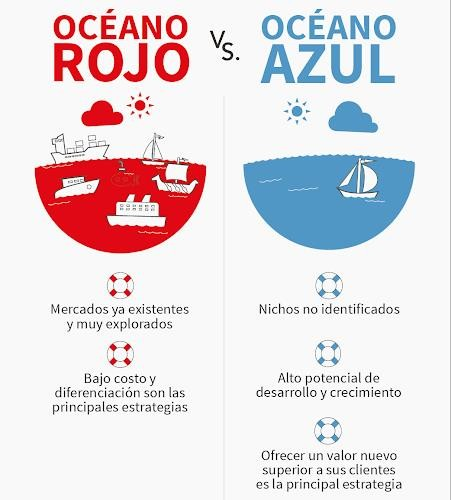 OCÉANO
ROJO
VS.
OCÉANO
AZUL
Mercados ya existentes
y muy explorados
Bajo costo y
diferenciación son las
principales estrategias
Nichos no identificados
Alto potencial de
desarrollo y crecimiento
Ofrecer un valor nuevo
superior a sus clientes
es la principal estrategia